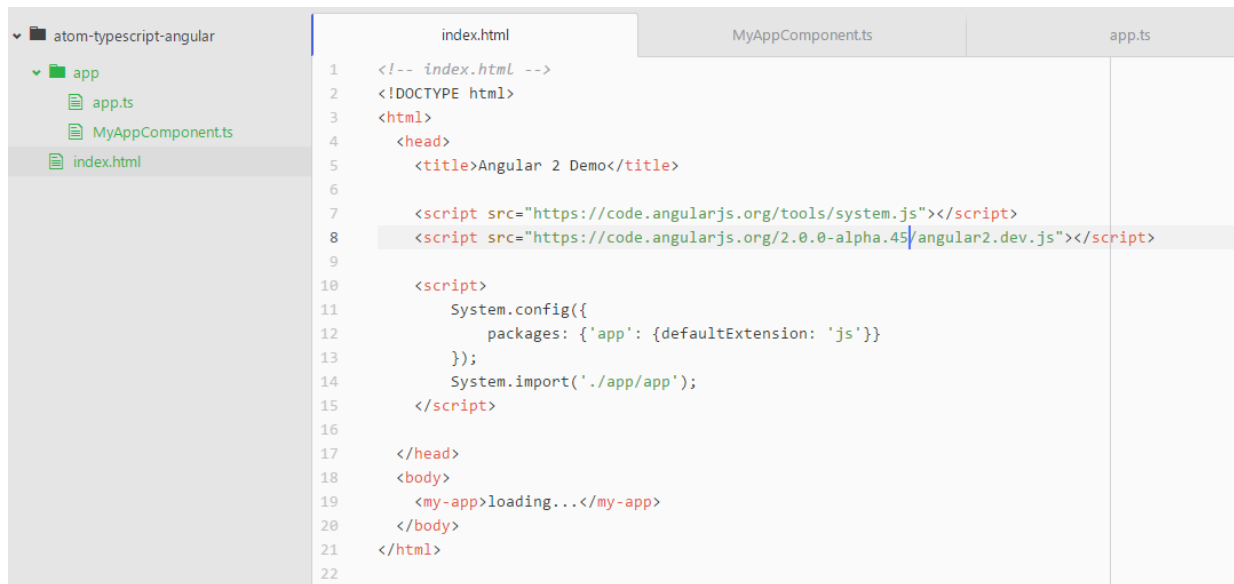 atom-typescript-angular
app
app.ts
MyAppComponent.ts
index.html
index.html MyAppComponent.ts app.ts
1 <!-- index.html -->
2 <!DOCTYPE html>
3 <html>
4 <head>
5 <title>Angular 2 Demo</title>
6
7 <script src="https://code.angularjs.org/tools/system.js"></script>
8 <script src="https://code.angularjs.org/2.0.0-alpha.45/angular2.dev.js"></script>
9
10 <script>
11 System.config({
12 packages: {'app': {defaultExtension: 'js'}}
13 });
14 System.import('./app/app');
15 </script>
16
17 </head>
18 <body>
19 <my-app>loading...</my-app>
20 </body>
21 </html>
22